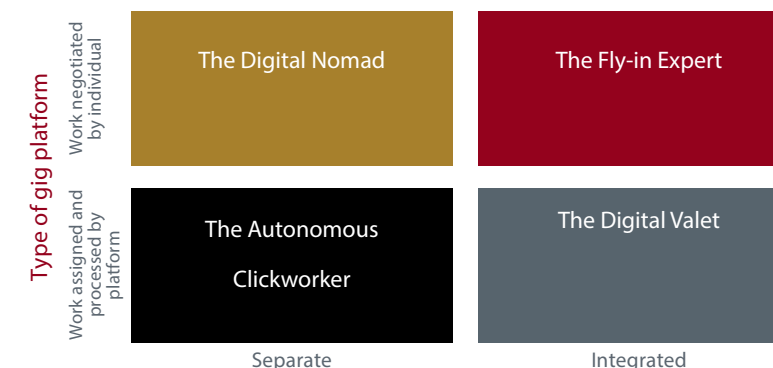 Type of gig platform
Work negotiated
by individual
The Digital Nomad
The Fly-in Expert
Work assigned and
processed by
platform
The Autonomous
Clickworker
The Digital Valet
Separate
Integrated